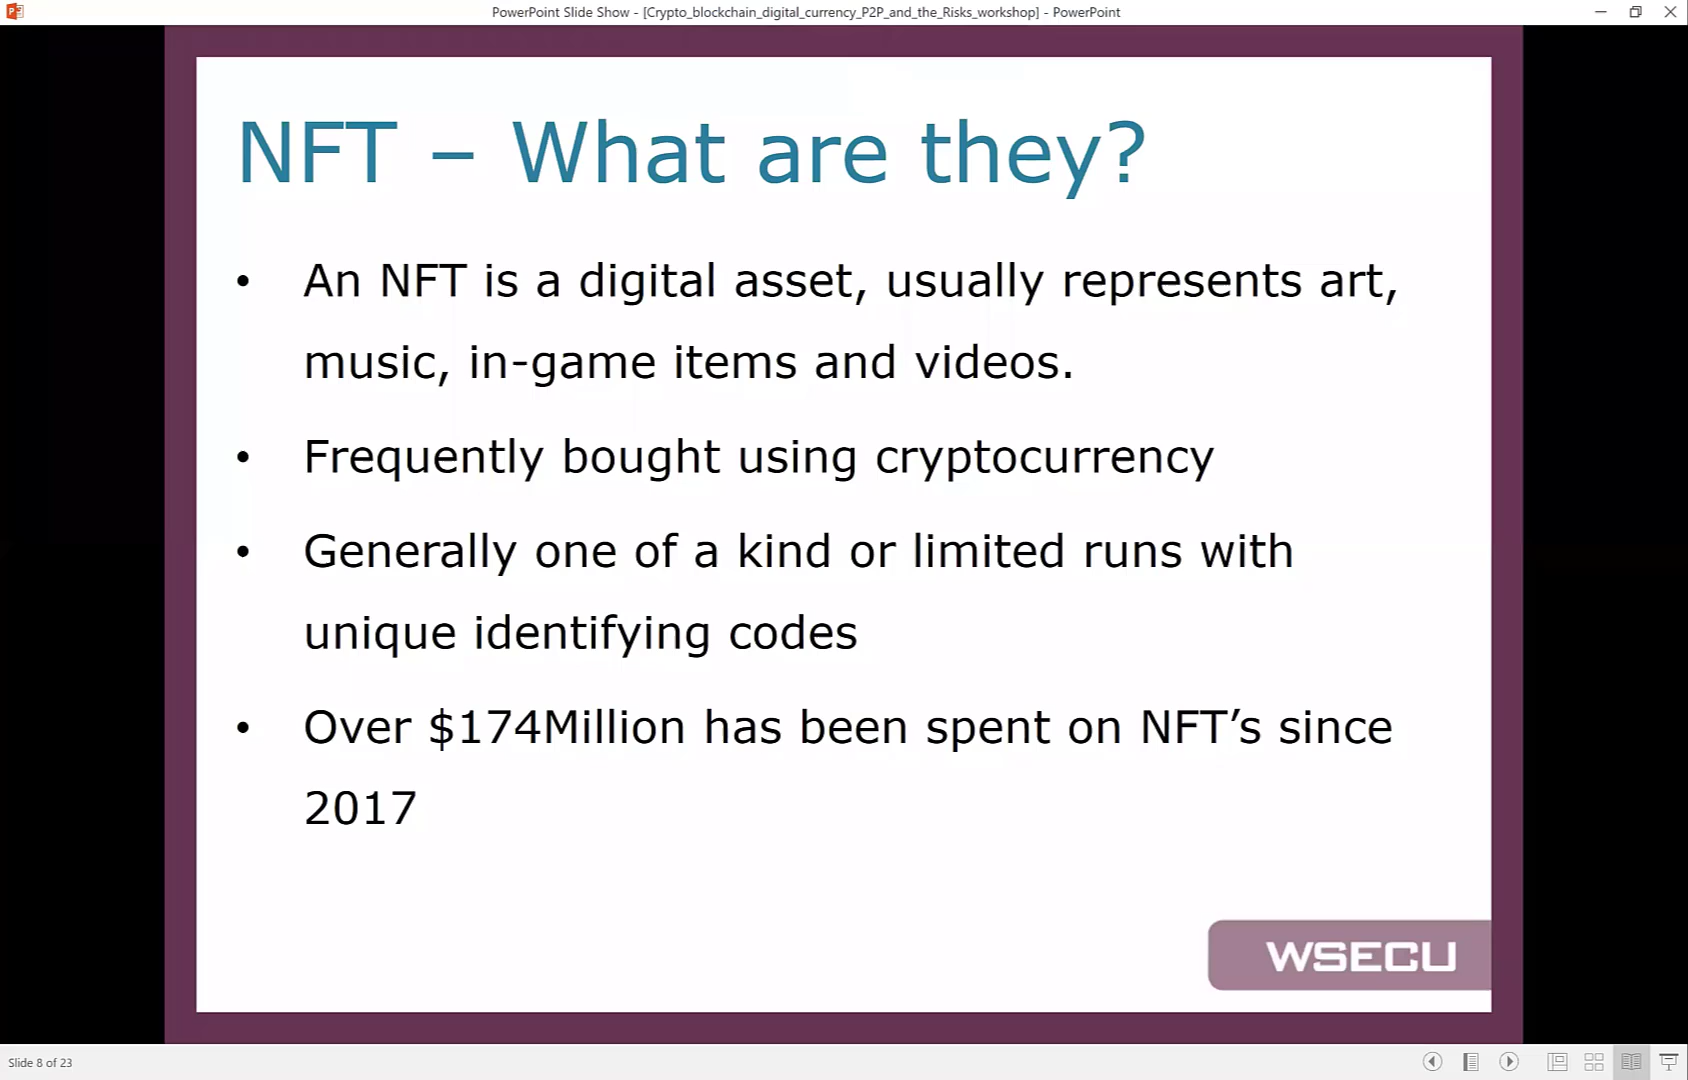 PowerPoint Slide Show - [Crypto_blockchain_digital_currency_P2P_and_the_Risks_workshop] - PowerPoint
NFT – What are they?
• An NFT is a digital asset, usually represents art,
music, in-game items and videos.
• Frequently bought using cryptocurrency
• Generally one of a kind or limited runs with
unique identifying codes
• Over $174Million has been spent on NFT’s since
2017
WSECU
Slide 8 of 23